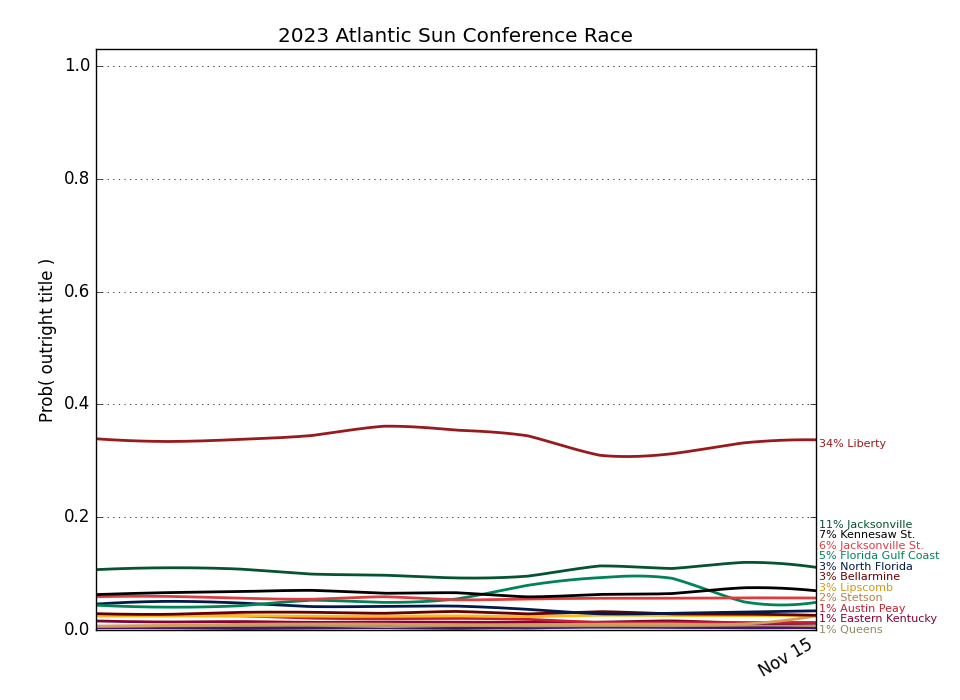 2023 Atlantic Sun Conference Race
Prob( outright title )
1.0
0.8
0.6
0.4
0.2
0.0
34% Liberty
11% Jacksonville
7% Kennesaw St.
6% Jacksonville St.
5% Florida Gulf Coast
3% North Florida
3% Bellarmine
3% Lipscomb
2% Stetson
1% Austin Peay
1% Eastern Kentucky
1% Queens
Nov 15